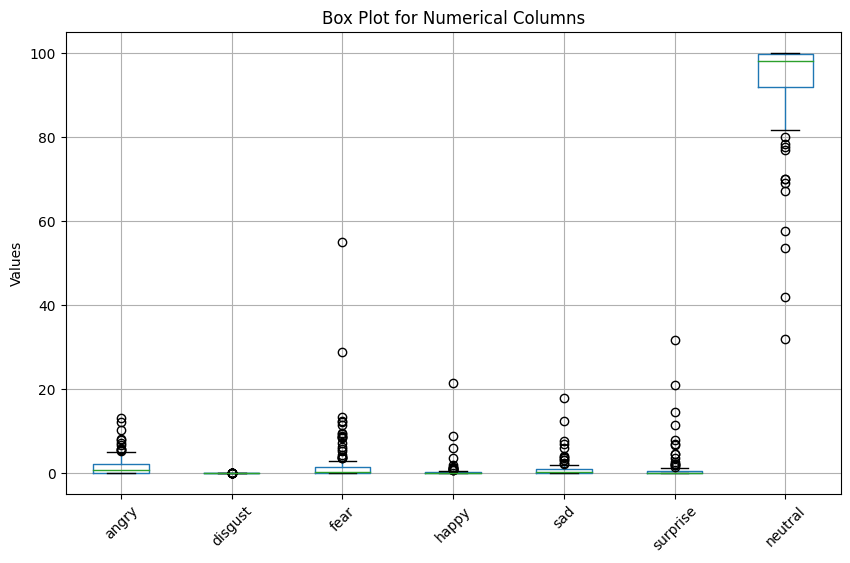 Box Plot for Numerical Columns
Values
100
80
60
40
20
0
angry
disgust
fear
happy
sad
surprise
neutral